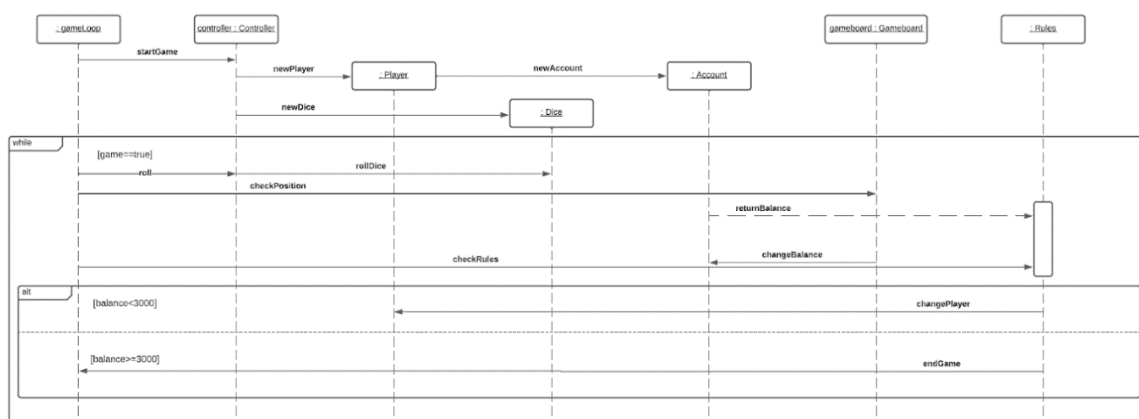 : gameLoop
controller : Controller
gameboard : Gameboard
: Rules
startGame
newPlayer
: Player
newAccount
: Account
newDice
: Dice
while
[game==true]
roll
rollDice
checkPosition
returnBalance
changeBalance
checkRules
alt
[balance<3000]
changePlayer
[balance>=3000]
endGame